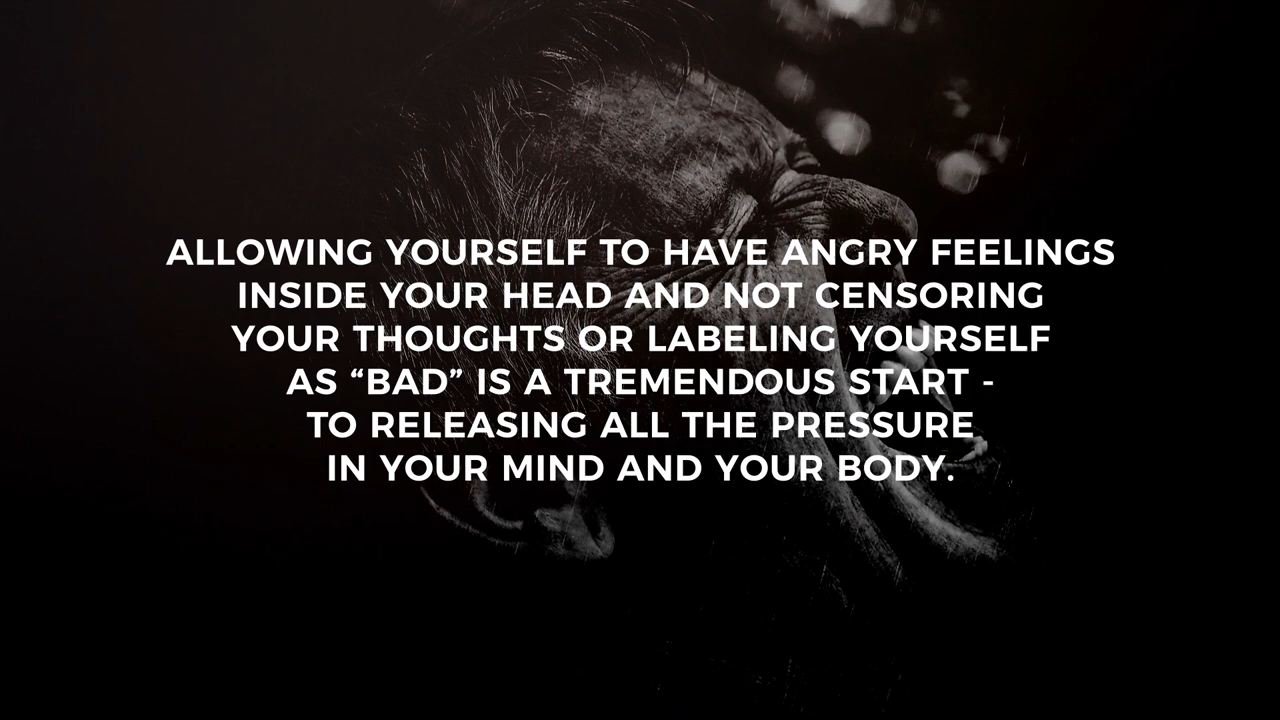 ALLOWING YOURSELF TO HAVE ANGRY FEELINGS
INSIDE YOUR HEAD AND NOT CENSORING
YOUR THOUGHTS OR LABELING YOURSELF
AS “BAD” IS A TREMENDOUS START -
TO RELEASING ALL THE PRESSURE
IN YOUR MIND AND YOUR BODY.